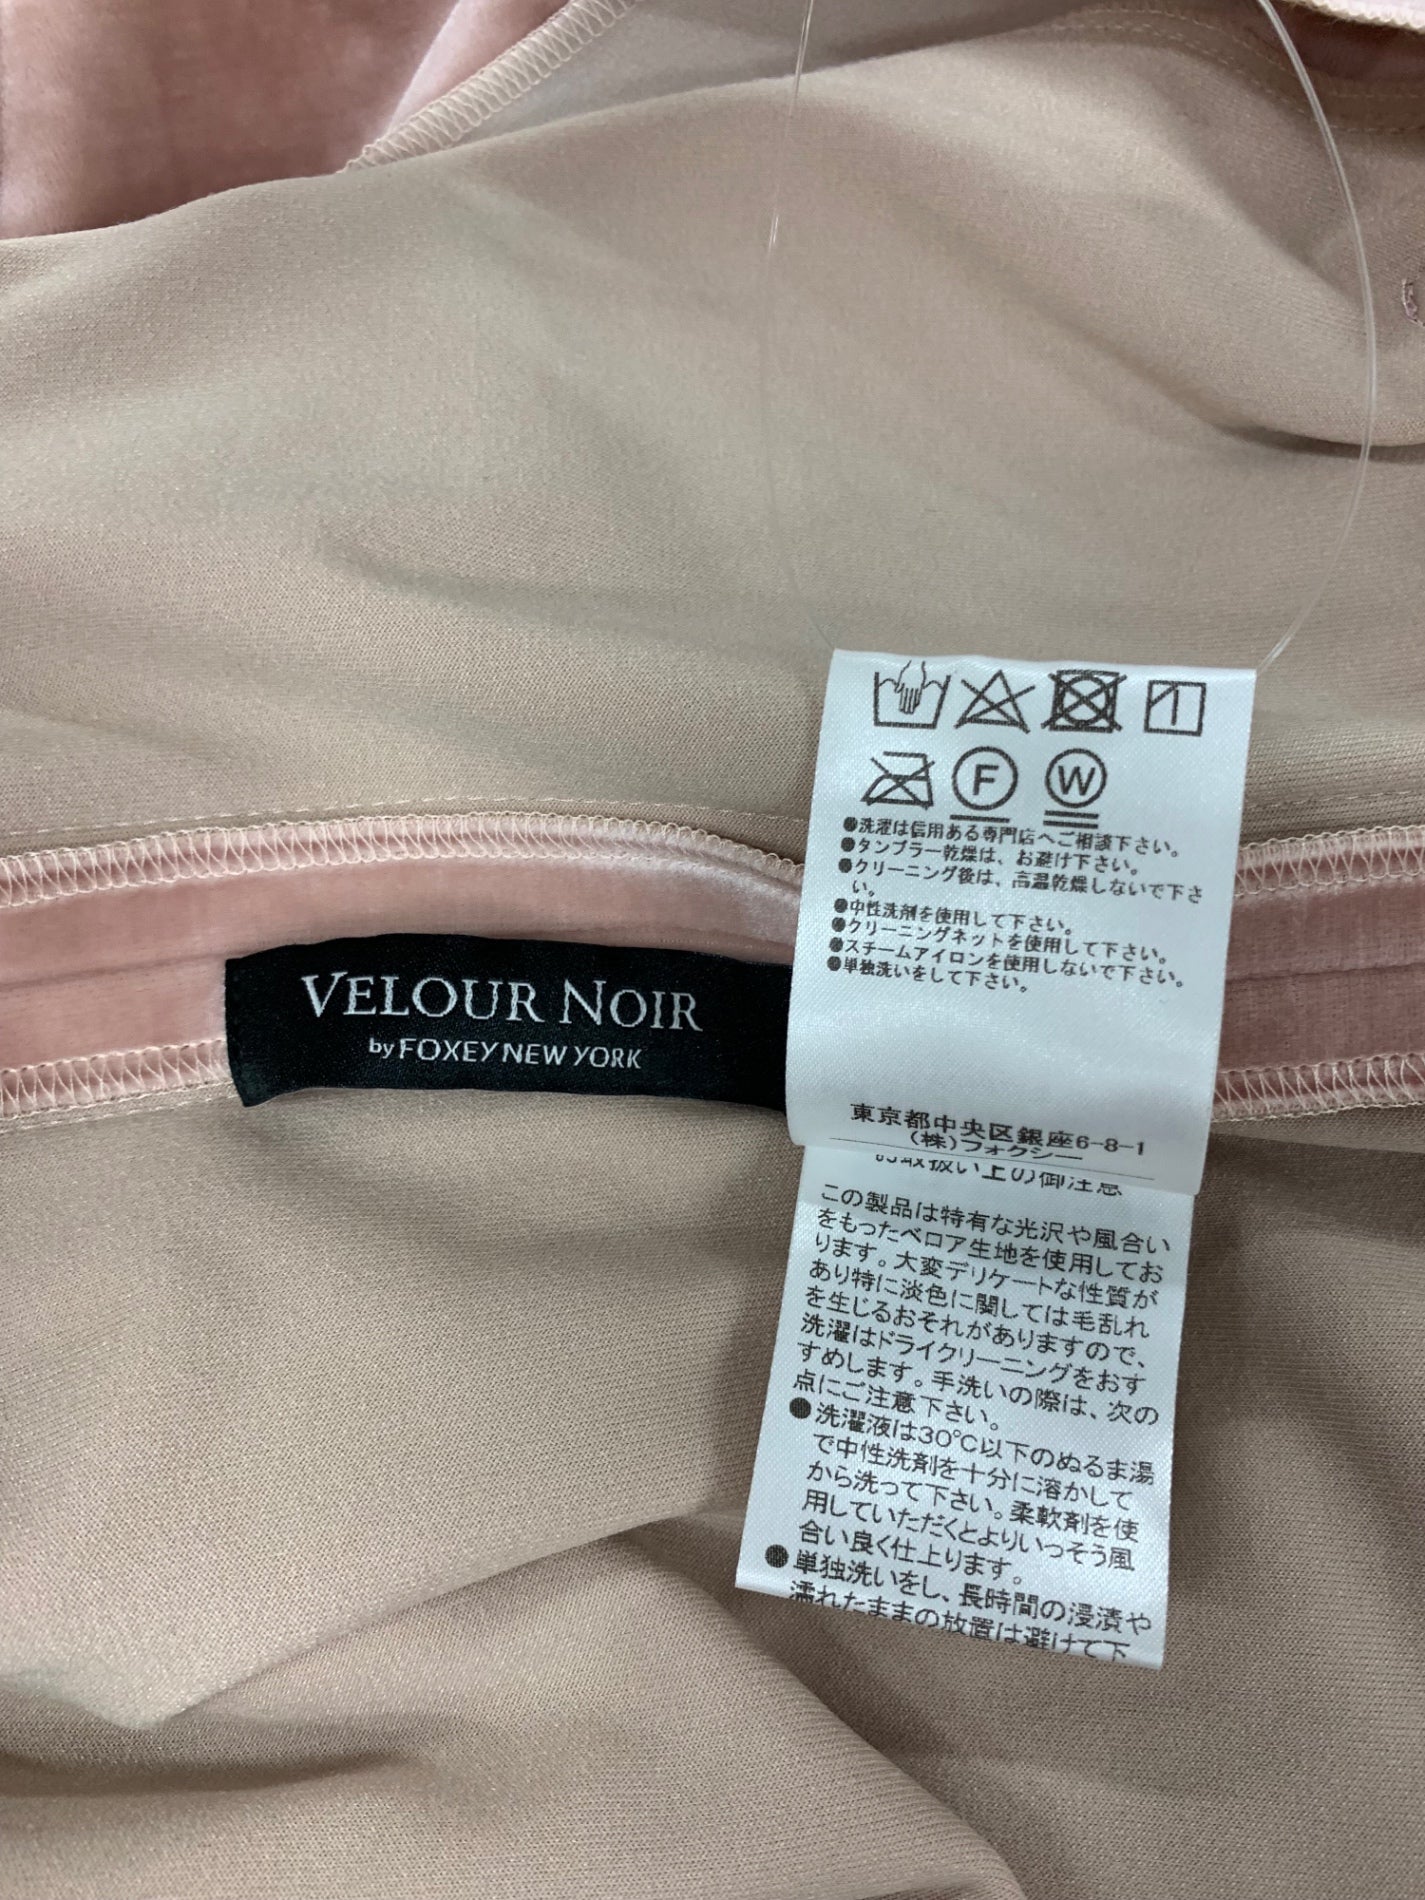 F W
●洗濯は信用ある専門店へご相談下さい。
●タンブラー乾燥は、お避け下さい。
●クリーニング後は、高温乾燥しないで下さ
い。
●中性洗剤を使用して下さい。
●クリーニングネットを使用して下さい。
●スチームアイロンを使用しないで下さい。
●単独洗いをして下さい。
VELOUR NOIR
by FOXEY NEW YORK
東京都中央区銀座6-8-1
(株)フォクシー
取扱い上の御注意
この製品は特有な光沢や風合い
をもったベロア生地を使用してお
ります。大変デリケートな性質が
あり特に淡色に関しては毛乱れ
を生じるおそれがありますので、
洗濯はドライクリーニングをおす
すめします。手洗いの際は、次の
点にご注意下さい。
●洗濯液は30℃以下のぬるま湯
で中性洗剤を十分に溶かして
から洗って下さい。柔軟剤を使
用していただくとよりいっそう風
合い良く仕上ります。
●単独洗いをし、長時間の浸漬や
濡れたままの放置は避けて下